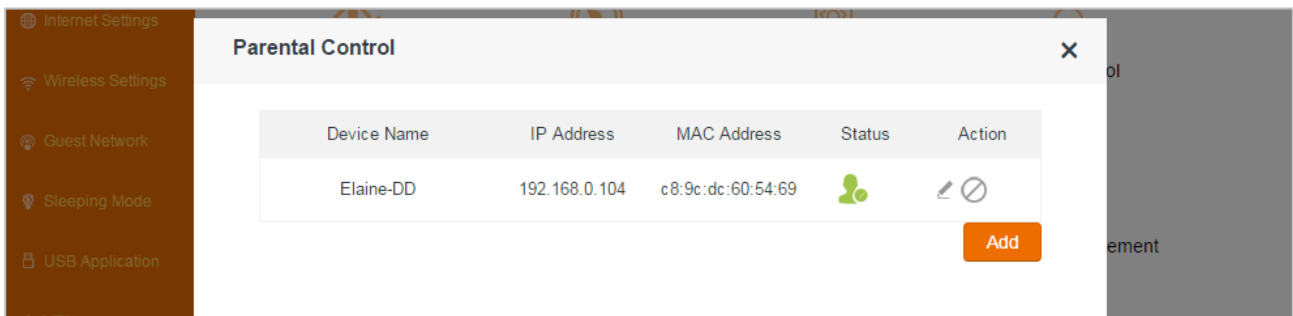 Internet Settings
Wireless Settings
Guest Network
Sleeping Mode
USB Application
Parental Control
Device Name IP Address MAC Address Status Action
Elaine-DD 192.168.0.104 c8:9c:dc:60:54:69
Add
ol
ement